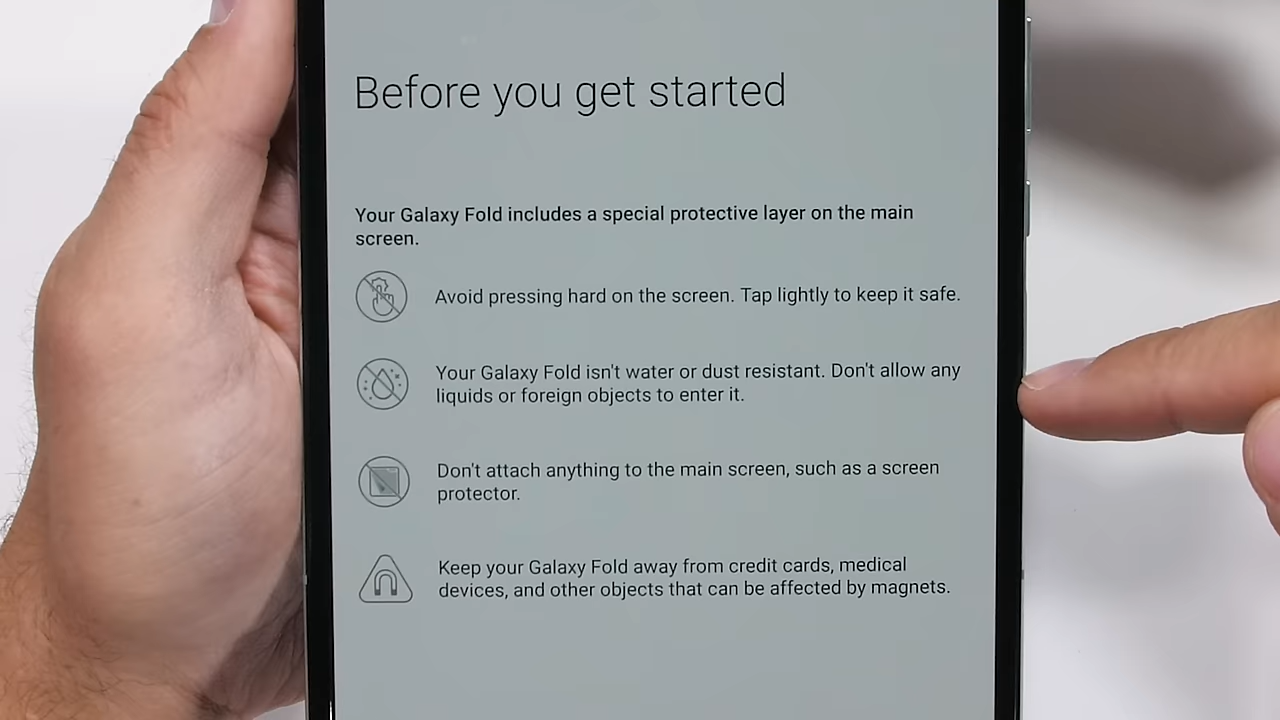 Before you get started
Your Galaxy Fold includes a special protective layer on the main
screen.
Avoid pressing hard on the screen. Tap lightly to keep it safe.
Your Galaxy Fold isn't water or dust resistant. Don't allow any
liquids or foreign objects to enter it.
Don't attach anything to the main screen, such as a screen
protector.
Keep your Galaxy Fold away from credit cards, medical
devices, and other objects that can be affected by magnets.